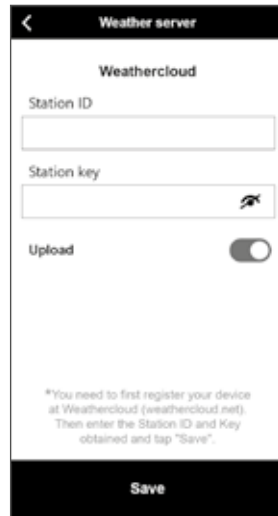 Weather server
Weathercloud
Station ID
Station key
Upload
*You need to first register your device
at Weathercloud (weathercloud.net).
Then enter the Station ID and Key
obtained and tap "Save".
Save